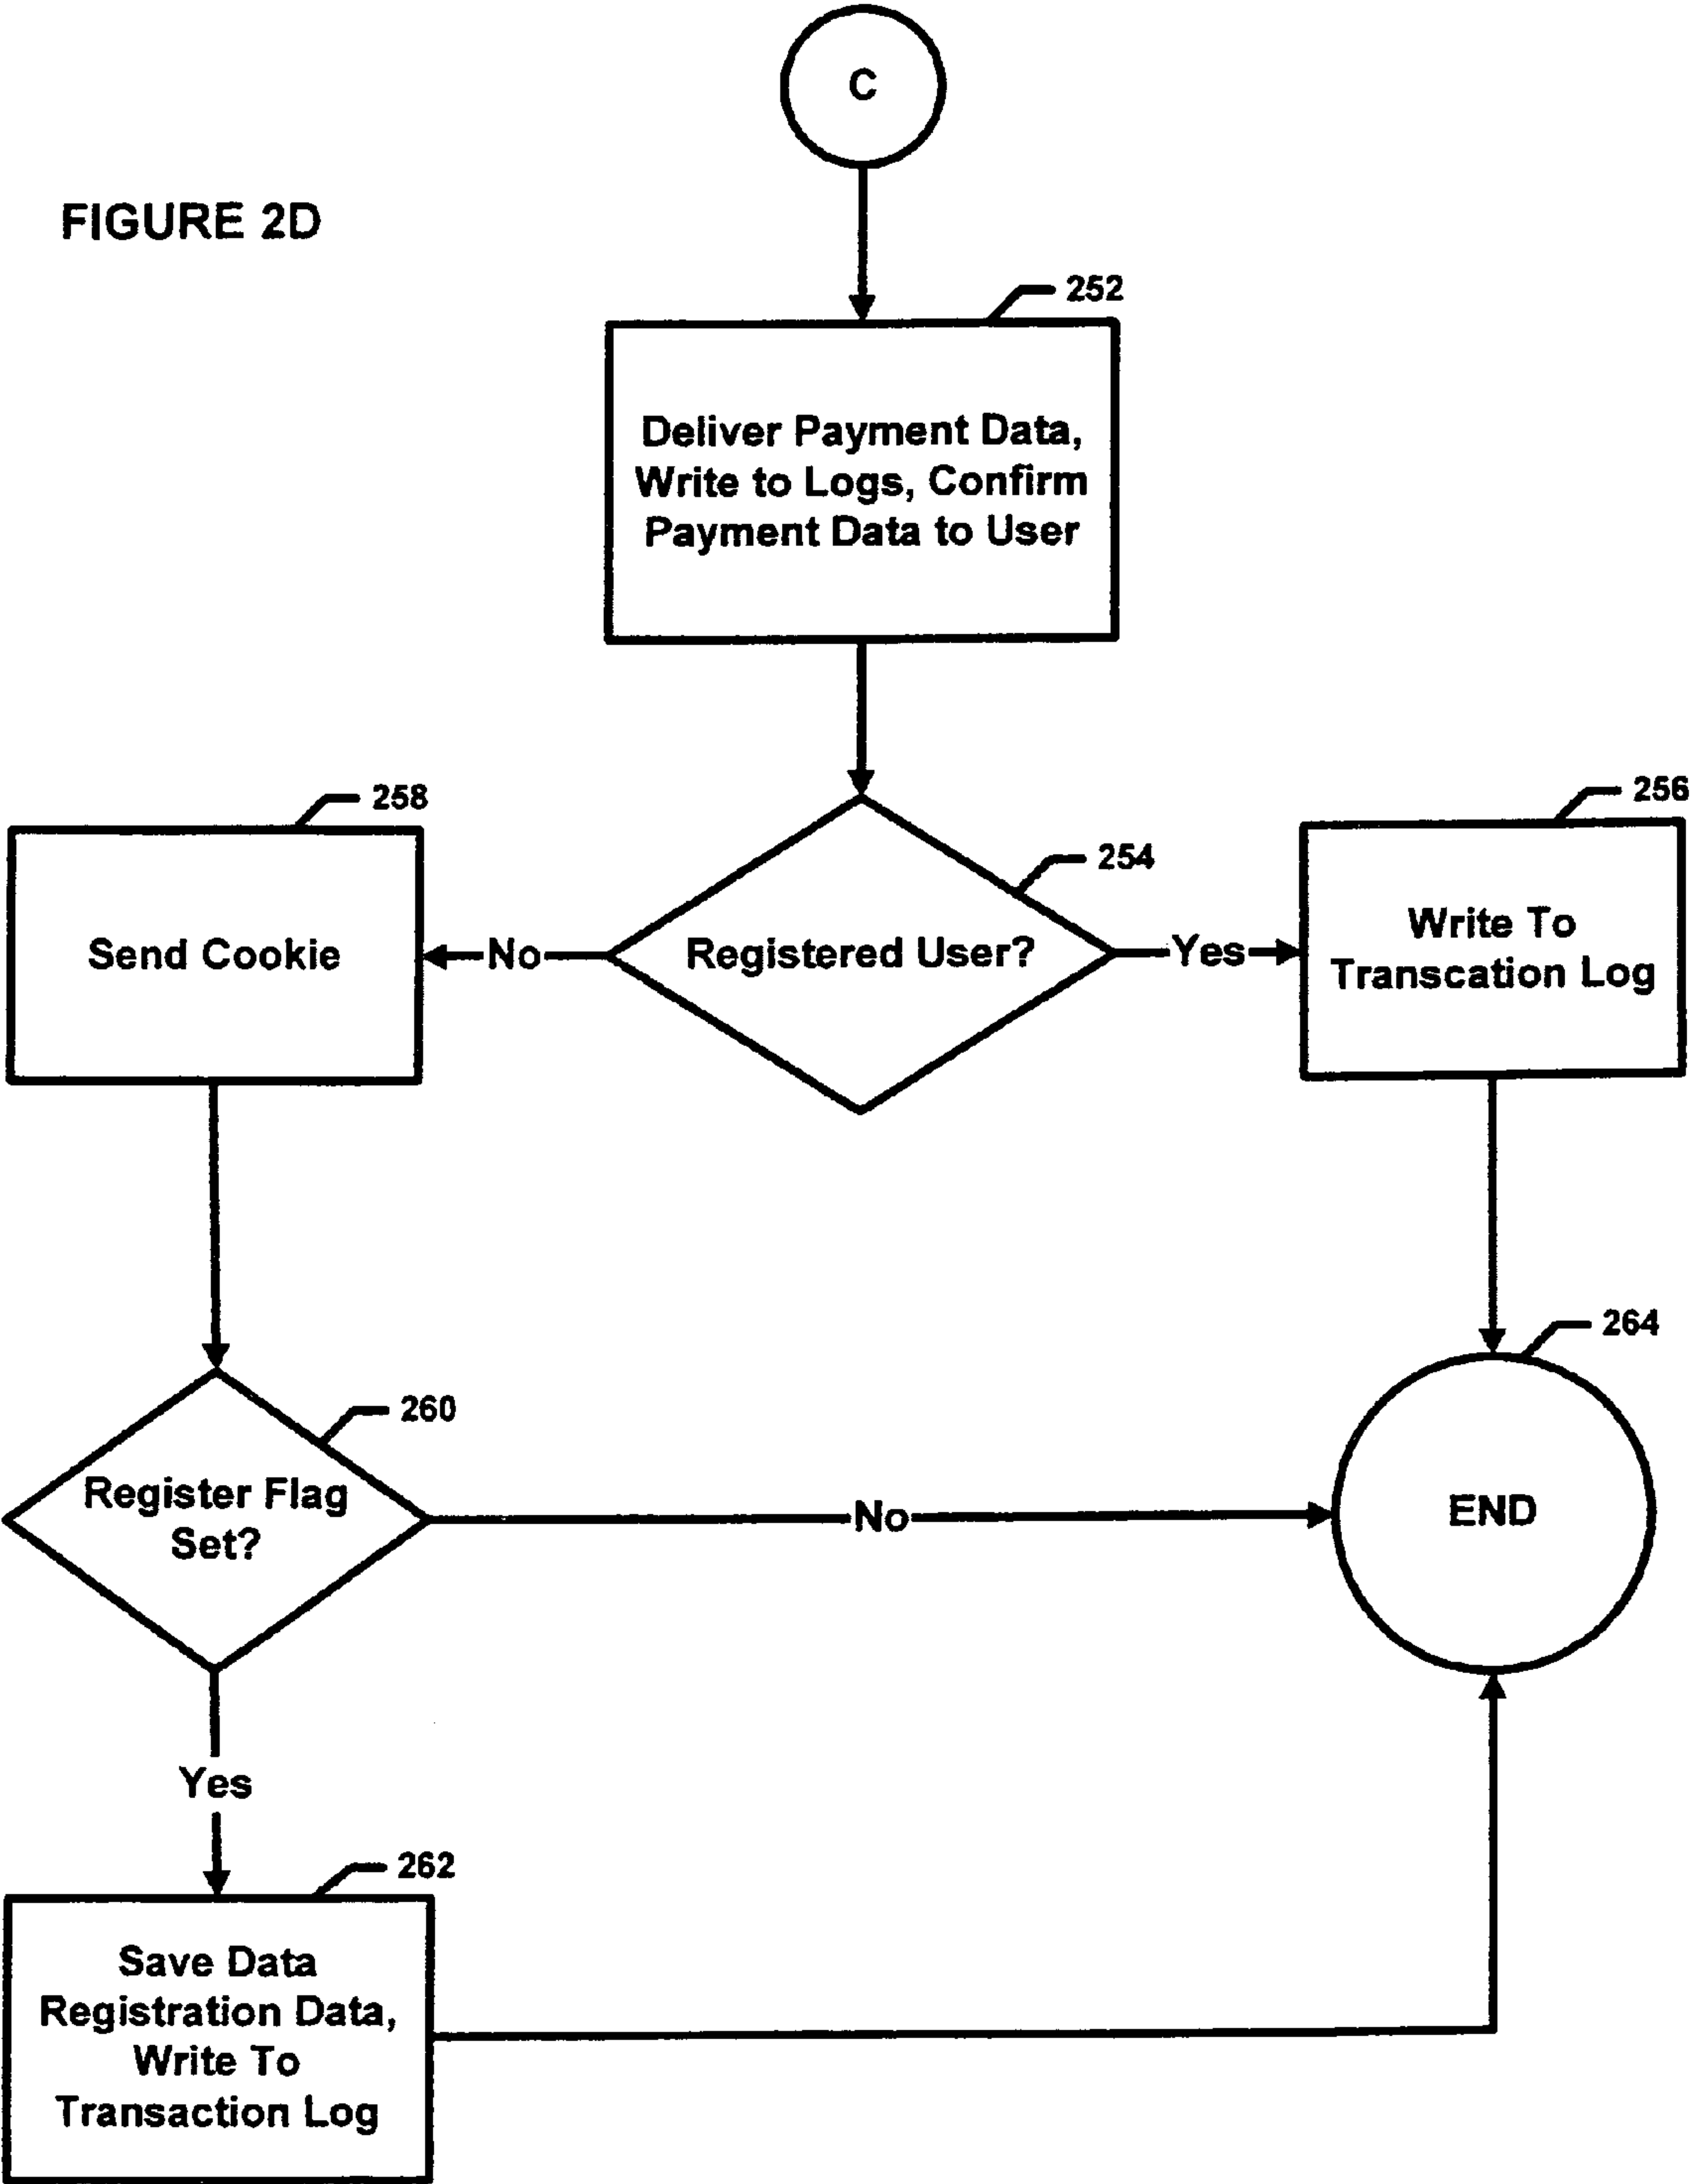 C
FIGURE 2D
252
Deliver Payment Data,
Write to Logs, Confirm
Payment Data to User
258
256
254
Send Cookie
No
Registered User?
Yes
Write To
Transcation Log
264
260
Register Flag
Set?
No
END
Yes
262
Save Data
Registration Data,
Write To
Transaction Log